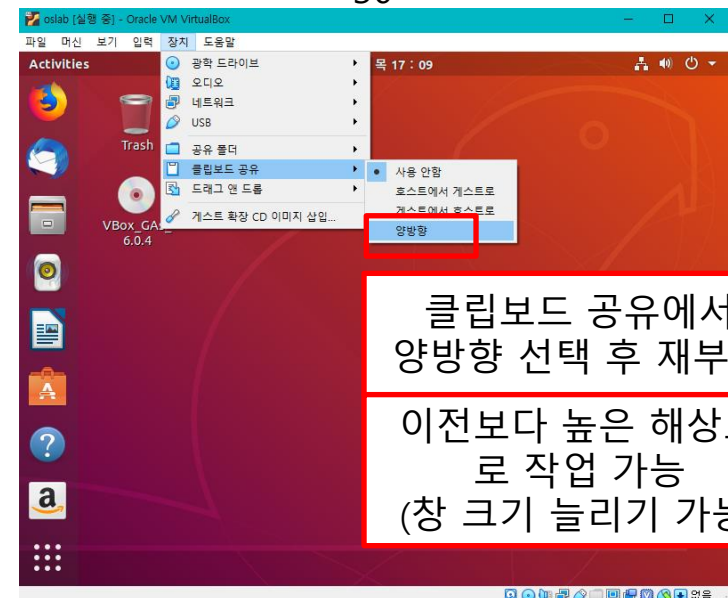 oslab [실행 중] - Oracle VM VirtualBox
파일 머신 보기 입력 장치 도움말
Activities
목 17 : 09
광학 드라이브
오디오
네트워크
USB
공유 폴더
클립보드 공유
드래그 앤 드롭
게스트 확장 CD 이미지 삽입...
사용 안함
호스트에서 게스트로
게스트에서 호스트로
양방향
Trash
VBox_GAs_
6.0.4
클립보드 공유에서
양방향 선택 후 재부
이전보다 높은 해상
로 작업 가능
(창 크기 늘리기 가능
없음